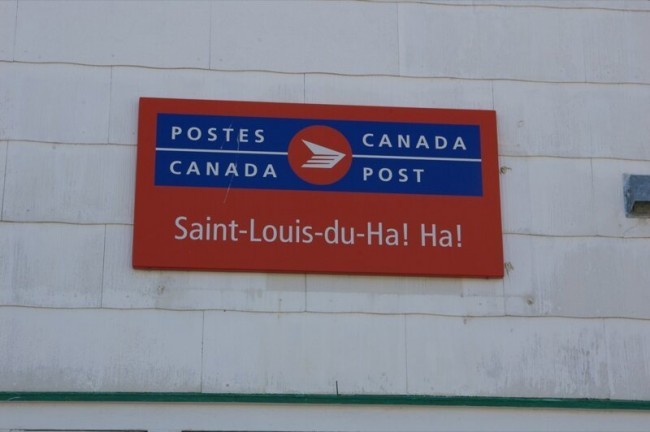 POSTES CANADA
CANADA POST
Saint-Louis-du-Ha! Ha!